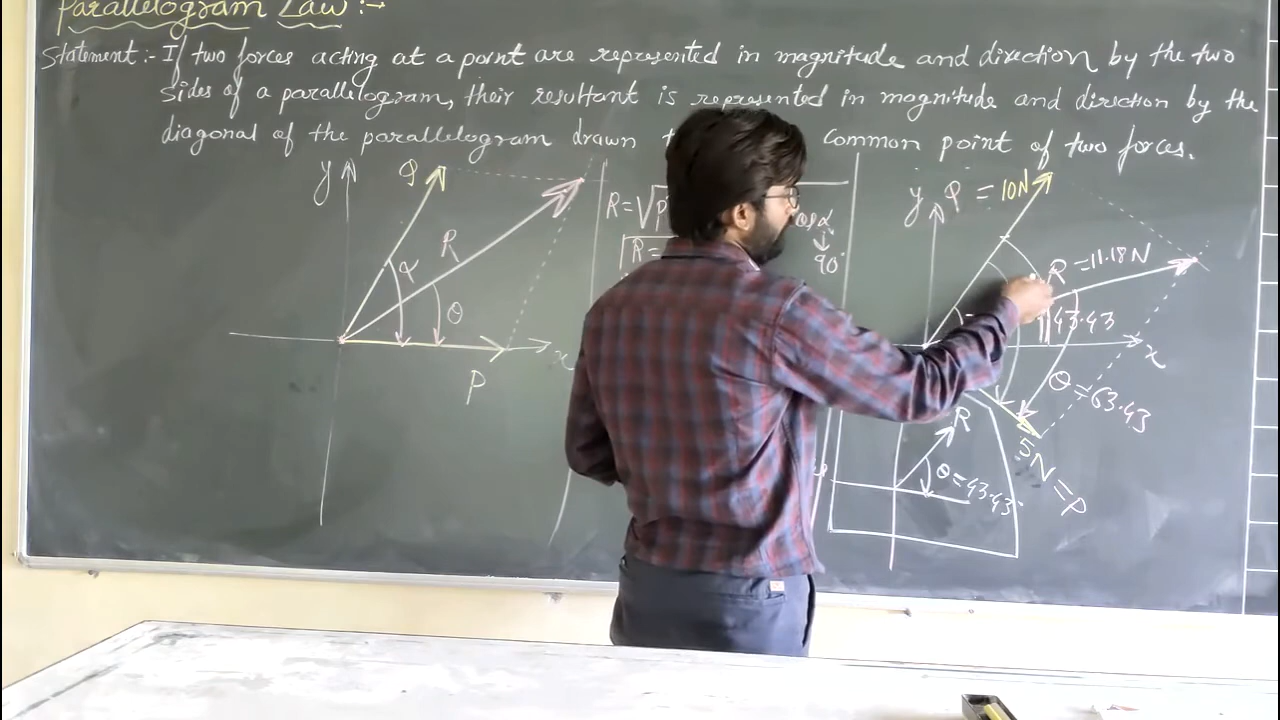 Parallelogram Law :→
Statement:- If two forces acting at a point are represented in magnitude and direction by the two
sides of a parallelogram, their resultant is represented in magnitude and direction by the
diagonal of the parallelogram drawn common point of two forces.
y Q
R
α
θ
P
x
R=√P
R=
cosα
↓
90°
y Q = 10N
R = 11.18N
43.43
x
θ = 63.43
5N = P
R
θ=43.43°